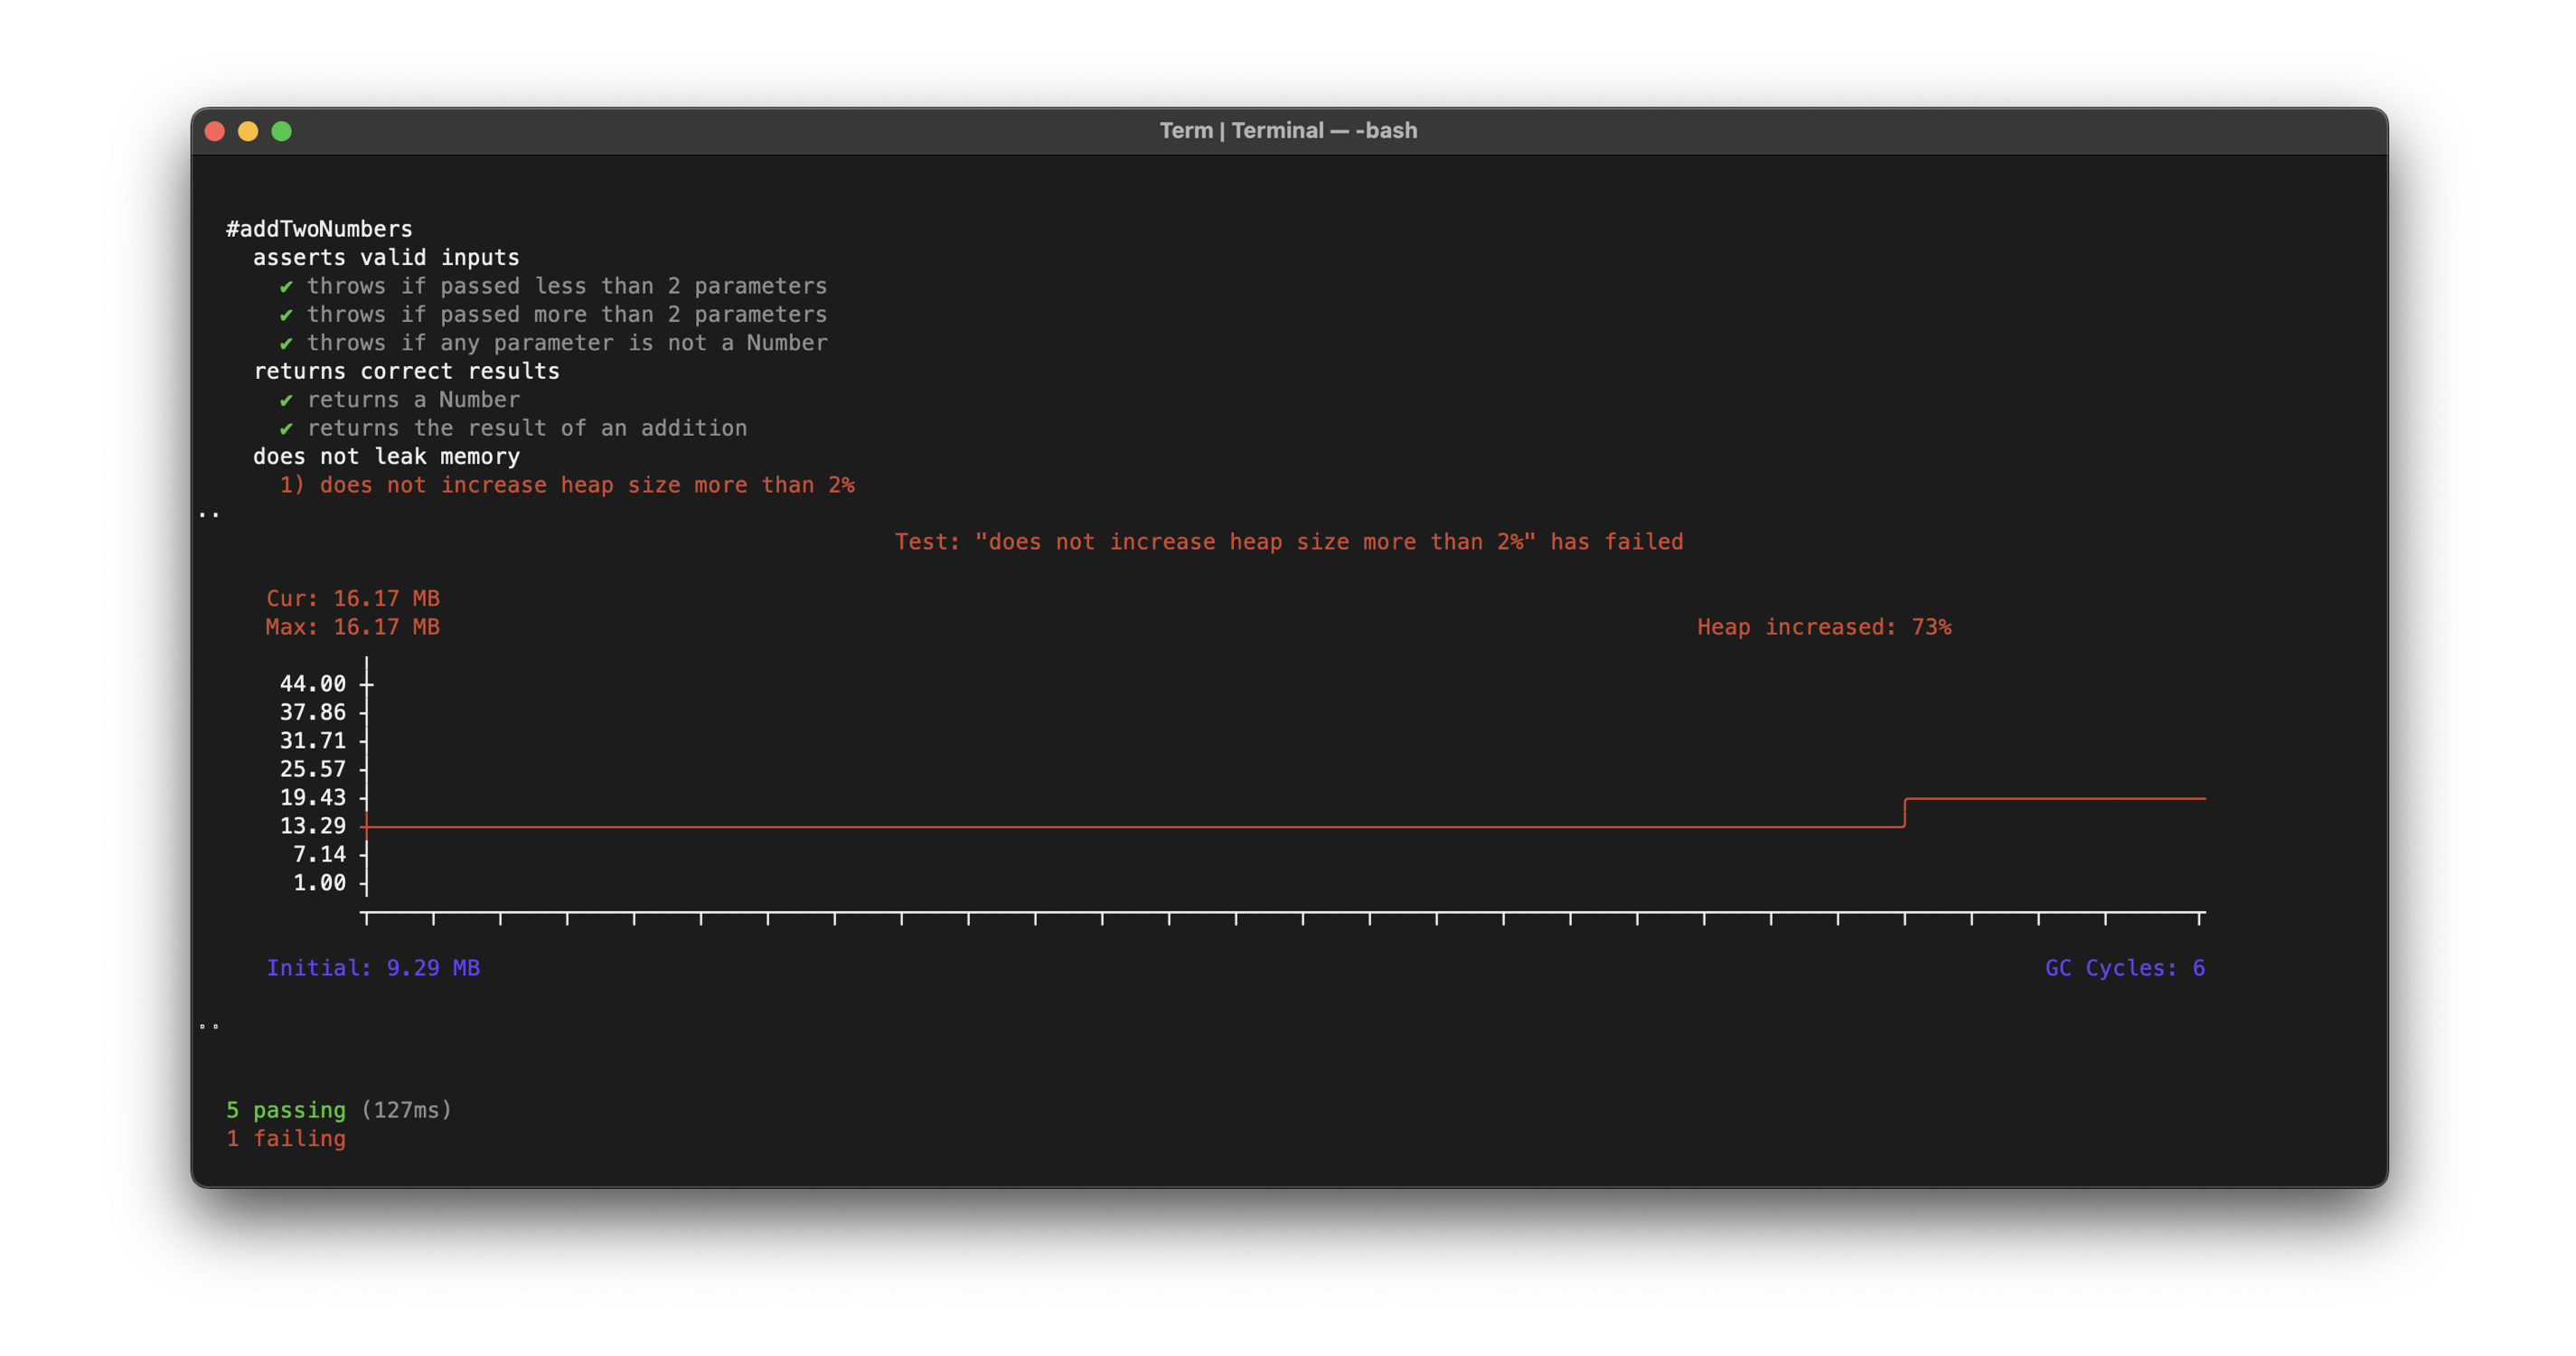 Term | Terminal — -bash
#addTwoNumbers
asserts valid inputs
✔ throws if passed less than 2 parameters
✔ throws if passed more than 2 parameters
✔ throws if any parameter is not a Number
returns correct results
✔ returns a Number
✔ returns the result of an addition
does not leak memory
1) does not increase heap size more than 2%
..
Test: "does not increase heap size more than 2%" has failed
Cur: 16.17 MB
Max: 16.17 MB
Heap increased: 73%
44.00
37.86
31.71
25.57
19.43
13.29
7.14
1.00
Initial: 9.29 MB
GC Cycles: 6
5 passing (127ms)
1 failing